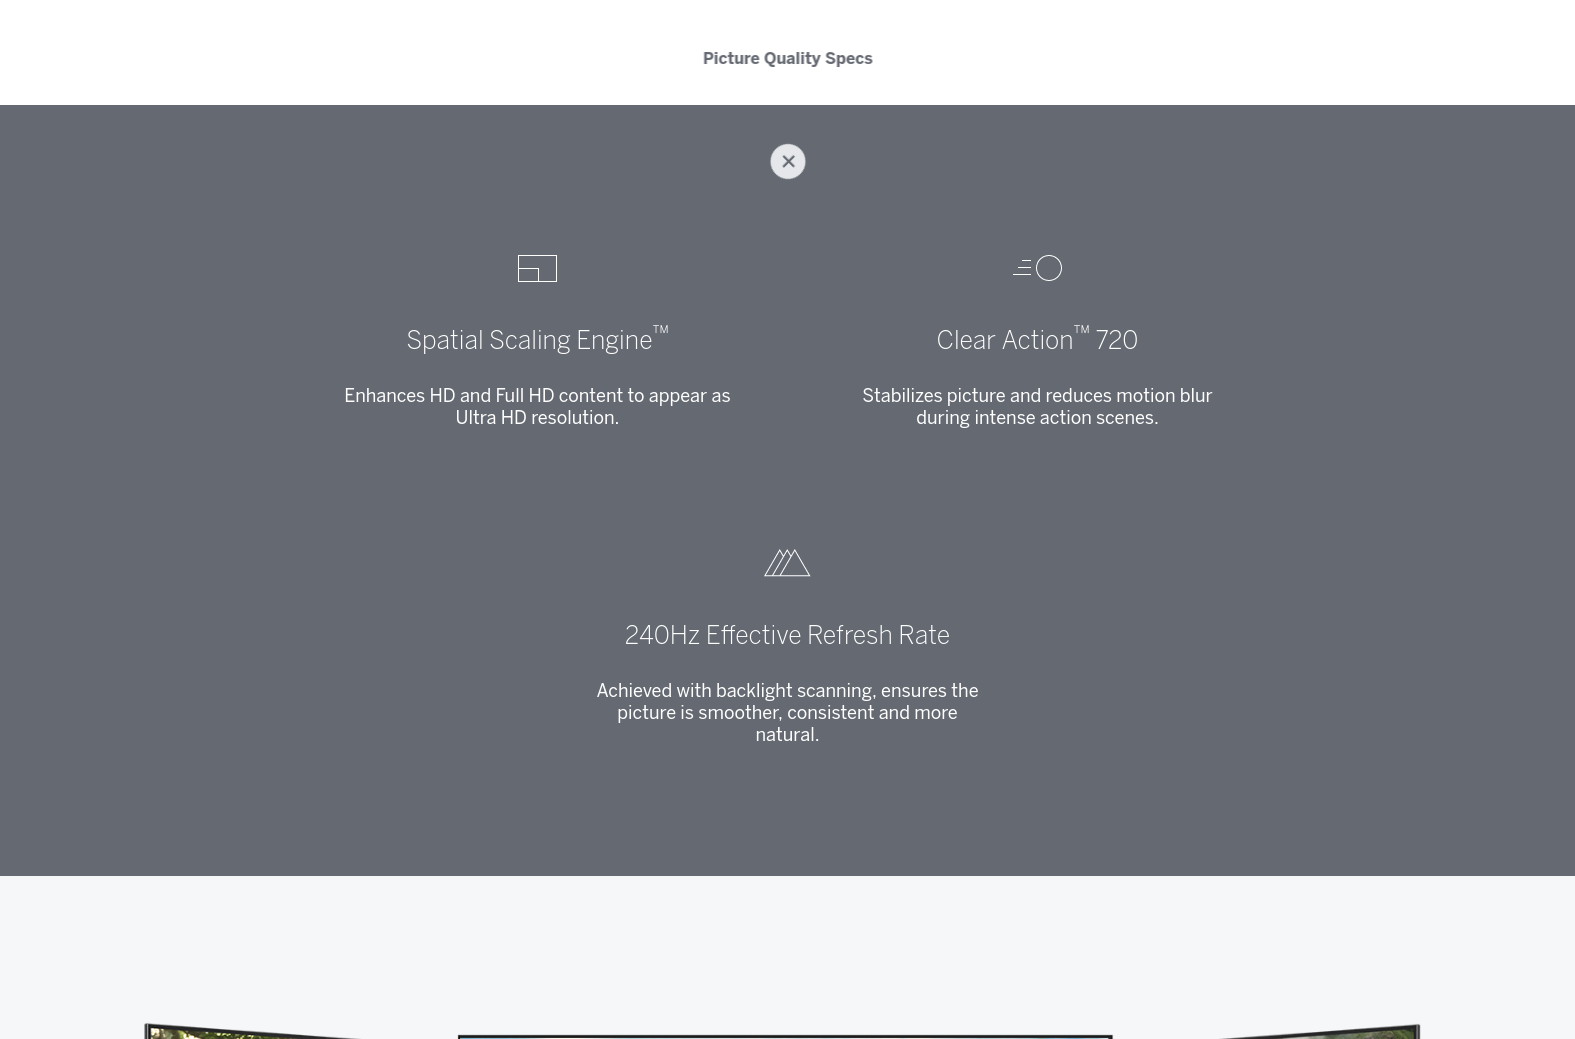 Picture Quality Specs
Spatial Scaling Engine™
Enhances HD and Full HD content to appear as
Ultra HD resolution.
Clear Action™ 720
Stabilizes picture and reduces motion blur
during intense action scenes.
240Hz Effective Refresh Rate
Achieved with backlight scanning, ensures the
picture is smoother, consistent and more
natural.